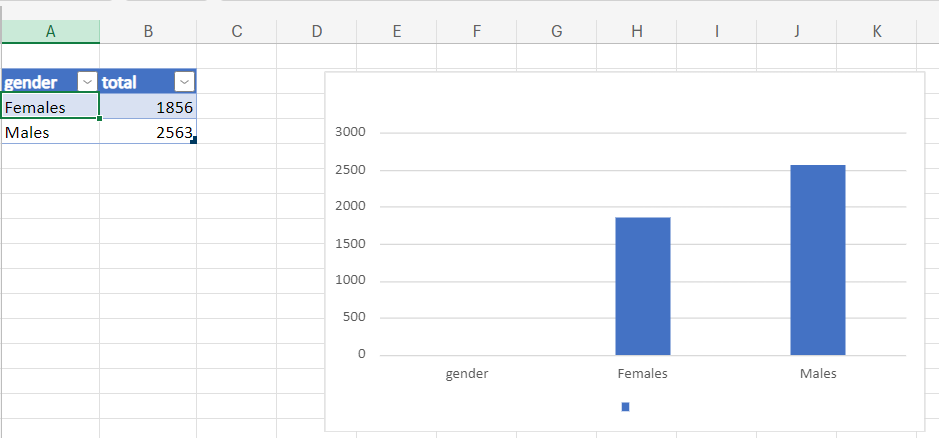 A B C D E F G H I J K
gender total
Females 1856
Males 2563
3000
2500
2000
1500
1000
500
0
gender Females Males